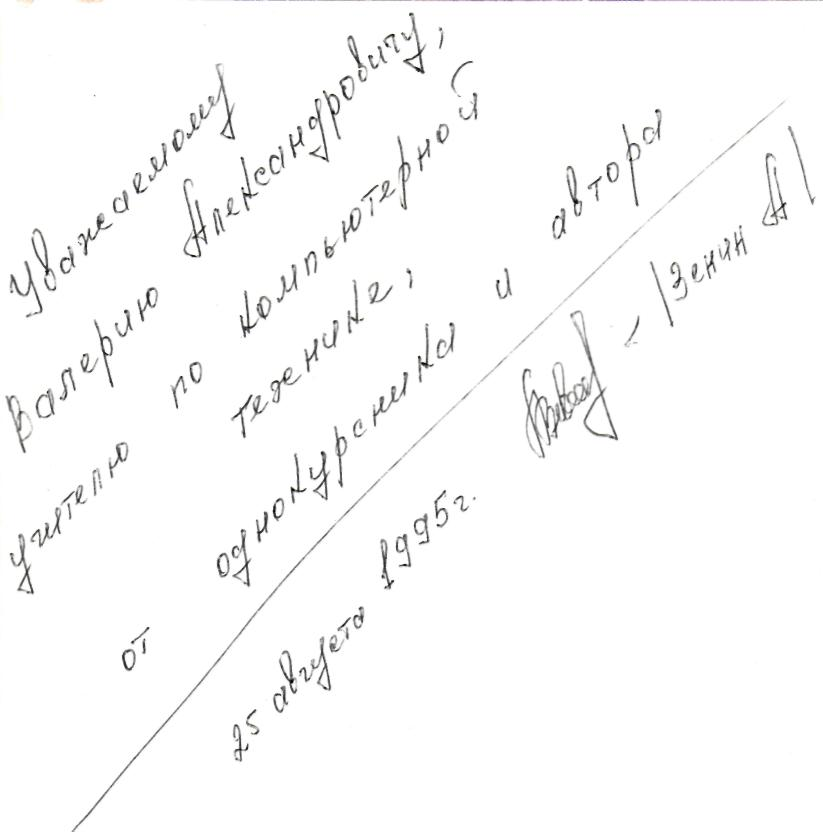 Уважаемому
Валерию Александровичу,
учителю по компьютерной
технике,
от однокурсника и автора
25 августа 1995г. /Зенин А/